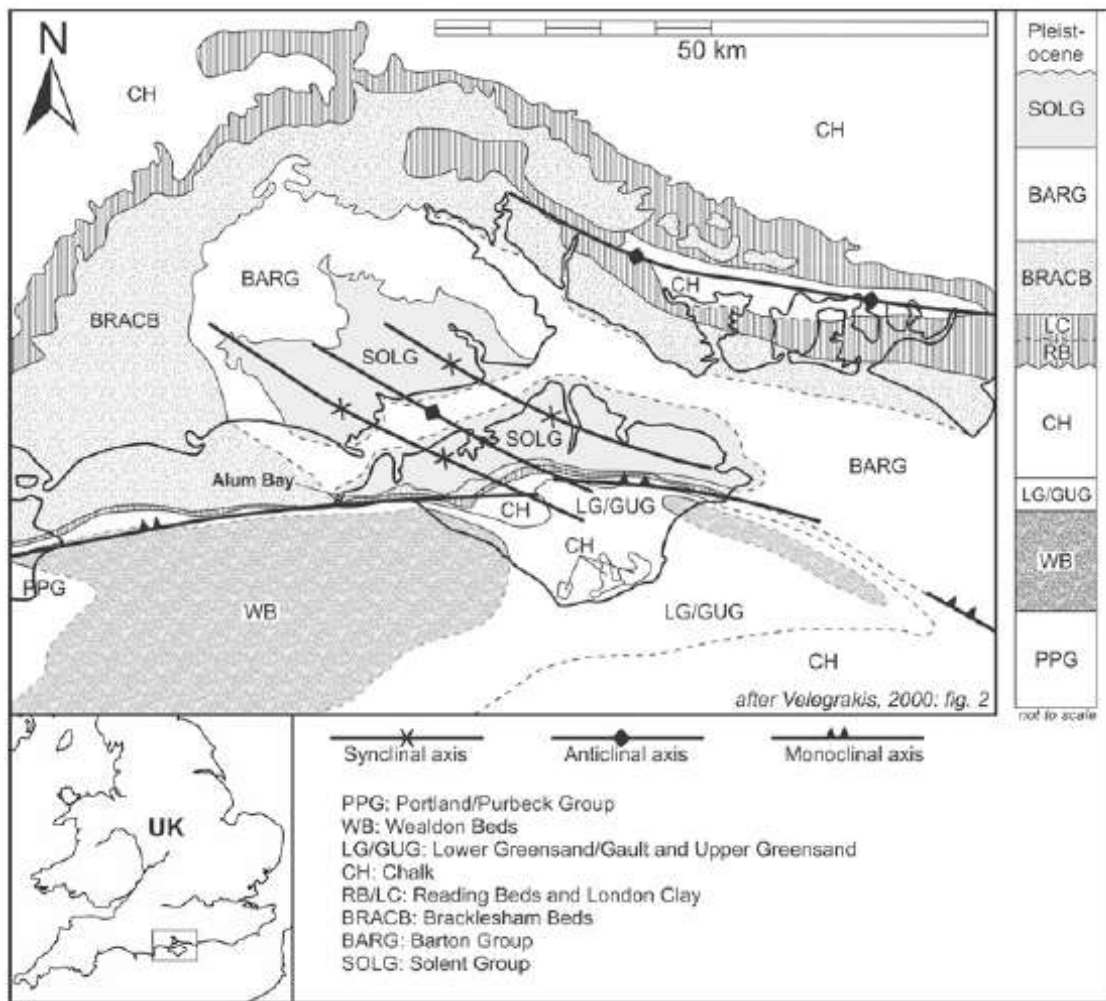 N
50 km
CH
CH
BARG
CH
BRACB
SOLG
SOLG
BARG
Alum Bay
CH
LG/GUG
CH
PPG
WB
LG/GUG
CH
after Velegrakis, 2000: fig. 2
Pleist-
ocene
SOLG
BARG
BRACB
LC
RB
CH
LG/GUG
WB
PPG
not to scale
UK
Synclinal axis
Anticlinal axis
Monoclinal axis
PPG: Portland/Purbeck Group
WB: Wealdon Beds
LG/GUG: Lower Greensand/Gault and Upper Greensand
CH: Chalk
RB/LC: Reading Beds and London Clay
BRACB: Bracklesham Beds
BARG: Barton Group
SOLG: Solent Group